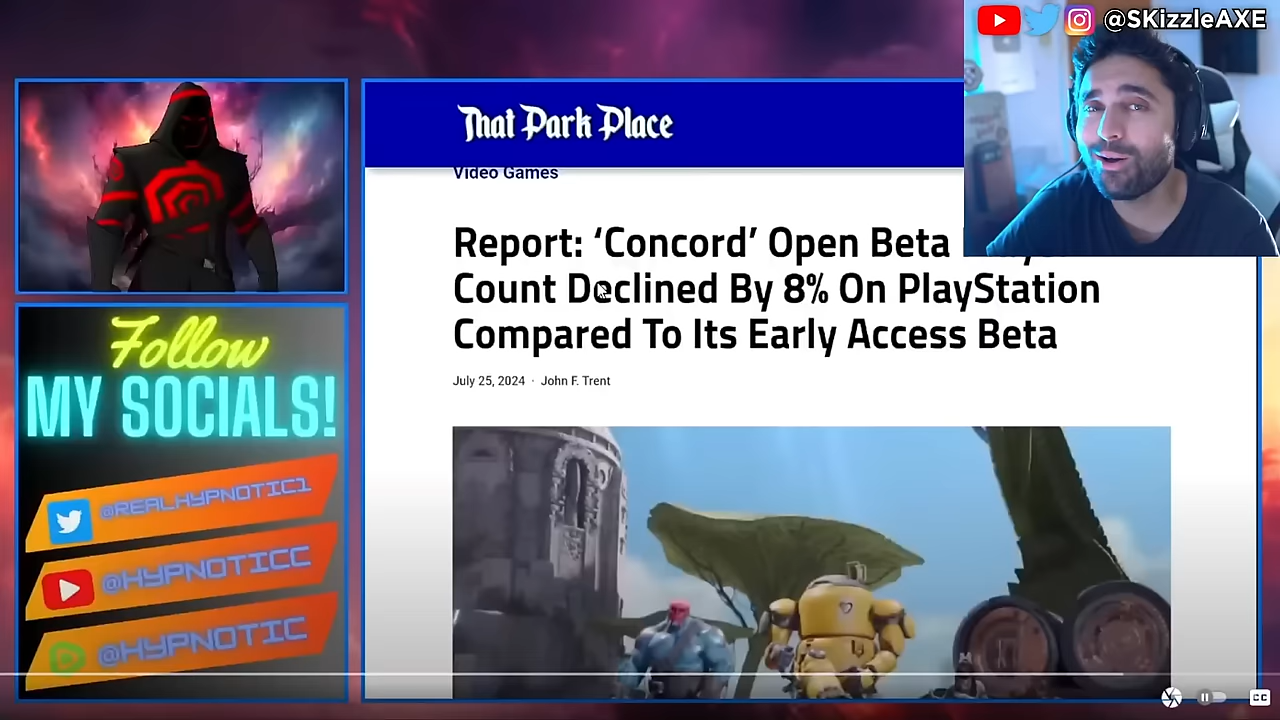 @SKizzleAXE
That Park Place
Video Games
Report: ‘Concord’ Open Beta
Count Declined By 8% On PlayStation
Compared To Its Early Access Beta
July 25, 2024 · John F. Trent
Follow
MY SOCIALS!
@REALHYPNOTIC1
@HYPNOTICC
@HYPNOTIC
CC